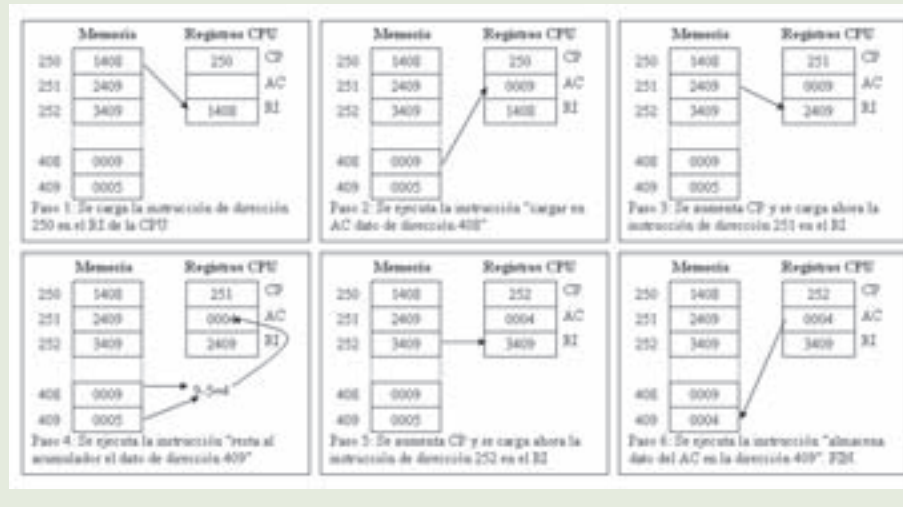 Memoria Registros CPU
250 1408 250 CP
251 2409 AC
252 3409 1408 RI
408 0009
409 0005
Paso 1: Se carga la instrucción de dirección
250 en el RI de la CPU
Memoria Registros CPU
250 1408 250 CP
251 2409 0009 AC
252 3409 1408 RI
408 0009
409 0005
Paso 2: Se ejecuta la instrucción "cargar en
AC dato de dirección 408"
Memoria Registros CPU
250 1408 251 CP
251 2409 0009 AC
252 3409 2409 RI
408 0009
409 0005
Paso 3: Se aumenta CP y se carga ahora la
instrucción de dirección 251 en el RI
Memoria Registros CPU
250 1408 251 CP
251 2409 0004 AC
252 3409 2409 RI
408 0009 9-5=4
409 0005
Paso 4: Se ejecuta la instrucción "resta al
acumulador el dato de dirección 409"
Memoria Registros CPU
250 1408 252 CP
251 2409 0004 AC
252 3409 3409 RI
408 0009
409 0005
Paso 5: Se aumenta CP y se carga ahora la
instrucción de dirección 252 en el RI
Memoria Registros CPU
250 1408 252 CP
251 2409 0004 AC
252 3409 3409 RI
408 0009
409 0004
Paso 6: Se ejecuta la instrucción "almacena
dato del AC en la dirección 409". FIN